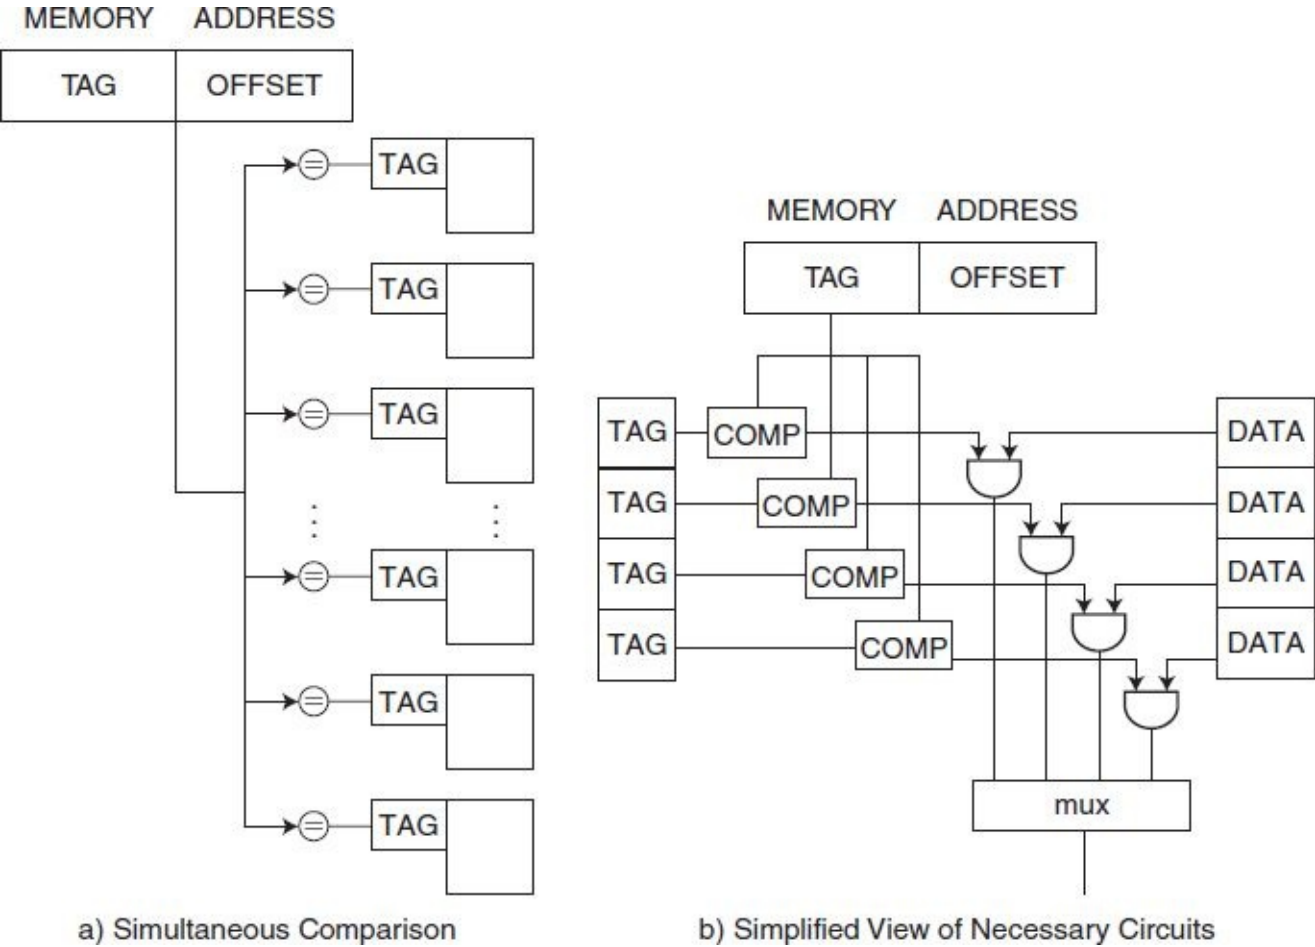 MEMORY ADDRESS
TAG OFFSET
= TAG
= TAG
= TAG
= TAG
= TAG
= TAG
a) Simultaneous Comparison
MEMORY ADDRESS
TAG OFFSET
TAG COMP DATA
TAG COMP DATA
TAG COMP DATA
TAG COMP DATA
mux
b) Simplified View of Necessary Circuits